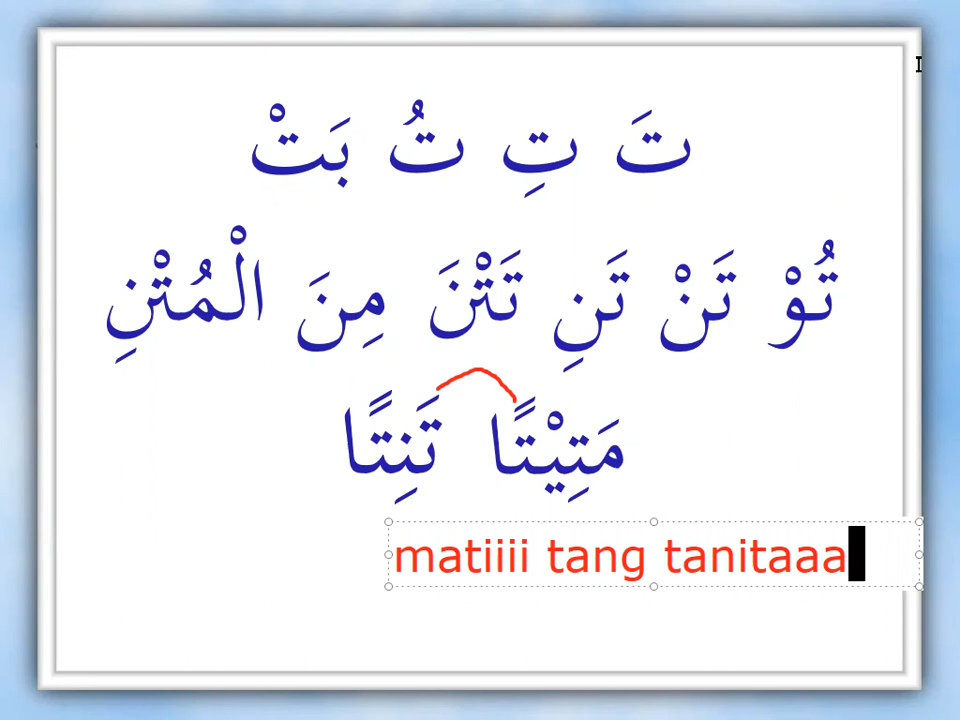 تَ تِ تُ بَتْ
تُوْ تَنْ تَنِ تَتْنَ مِنَ الْمُتْنِ
مَتِيْتًا تَنِتًا
matiiii tang tanitaaa